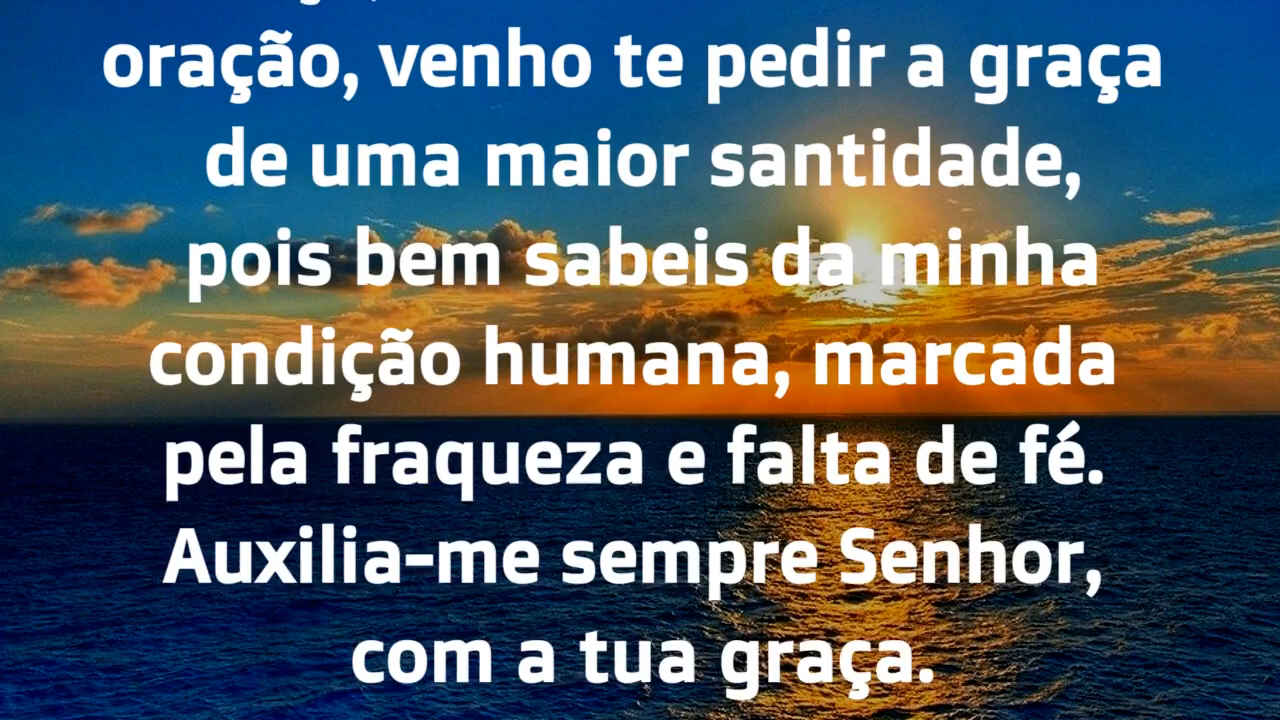 oração, venho te pedir a graça
de uma maior santidade,
pois bem sabeis da minha
condição humana, marcada
pela fraqueza e falta de fé.
Auxilia-me sempre Senhor,
com a tua graça.